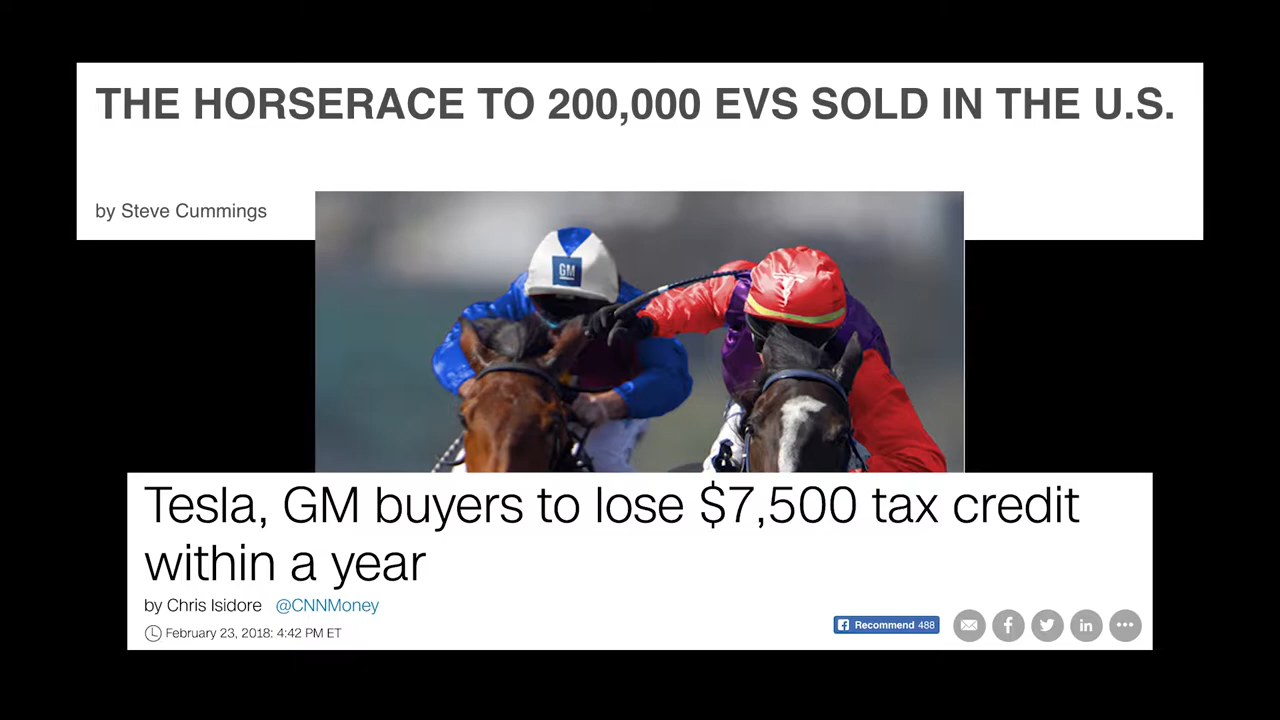 THE HORSERACE TO 200,000 EVS SOLD IN THE U.S.
by Steve Cummings
GM
Tesla, GM buyers to lose $7,500 tax credit
within a year
by Chris Isidore @CNNMoney
February 23, 2018: 4:42 PM ET
Recommend 488